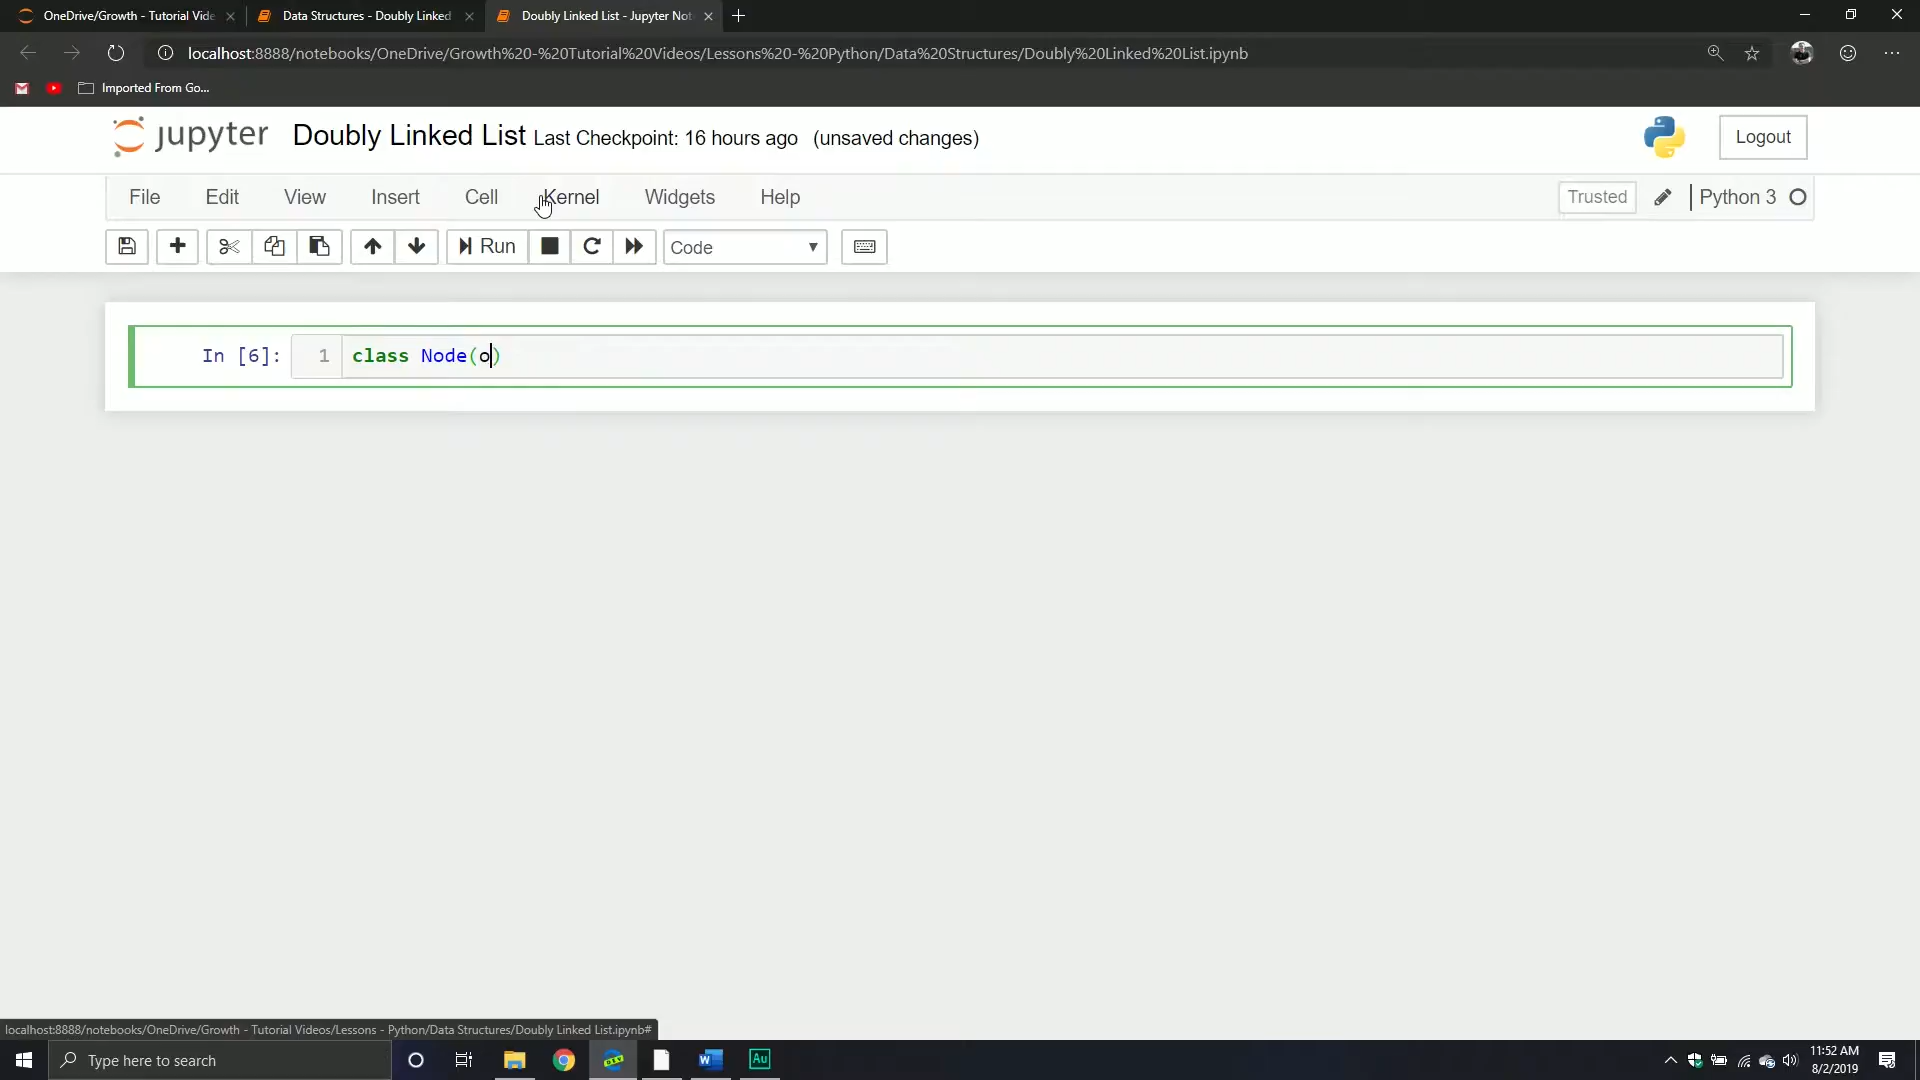 OneDrive/Growth - Tutorial Vide
Data Structures - Doubly Linked
Doubly Linked List - Jupyter Not
localhost:8888/notebooks/OneDrive/Growth%20-%20Tutorial%20Videos/Lessons%20-%20Python/Data%20Structures/Doubly%20Linked%20List.ipynb
Imported From Go...
jupyter Doubly Linked List Last Checkpoint: 16 hours ago (unsaved changes)
Logout
File Edit View Insert Cell Kernel Widgets Help
Trusted Python 3
Run Code
In [6]: 1 class Node(o)
localhost:8888/notebooks/OneDrive/Growth - Tutorial Videos/Lessons - Python/Data Structures/Doubly Linked List.ipynb#
Type here to search
DEV
W
Au
11:52 AM
8/2/2019